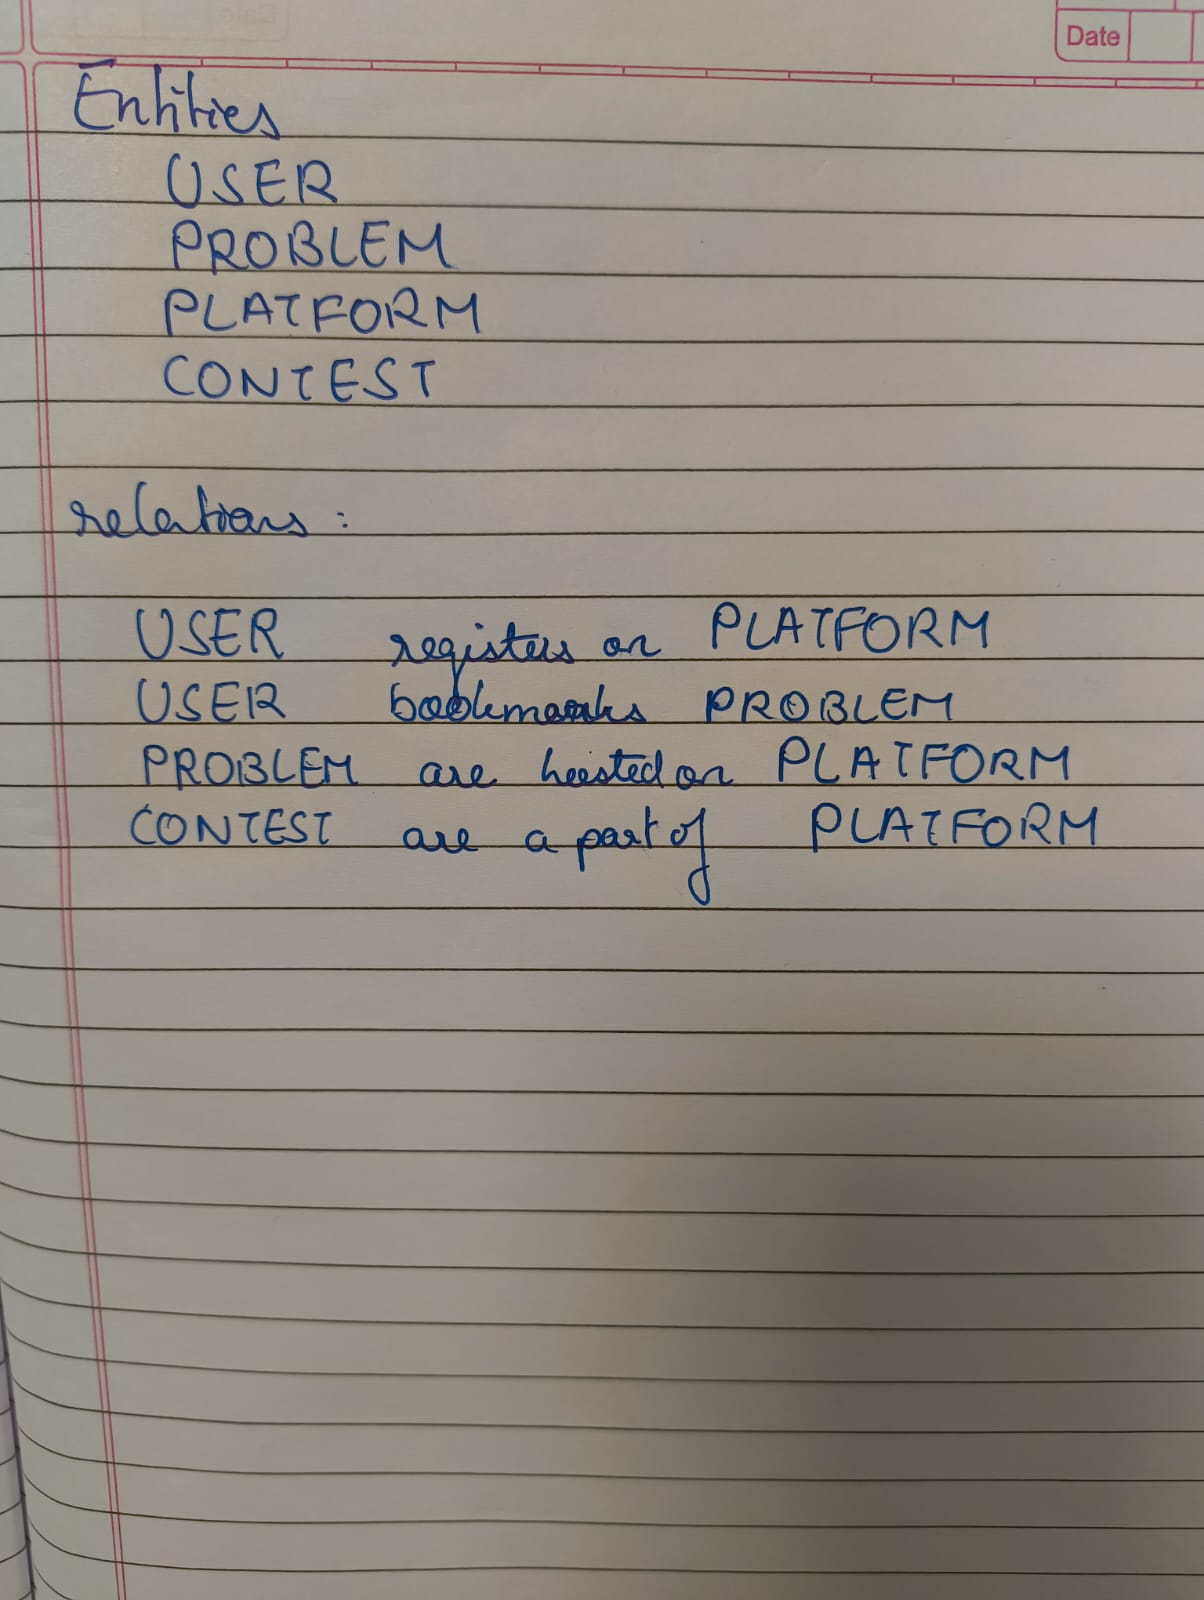 Date
Entities
USER
PROBLEM
PLATFORM
CONTEST
relations :
USER registers on PLATFORM
USER bookmarks PROBLEM
PROBLEM are hosted on PLATFORM
CONTEST are a part of PLATFORM